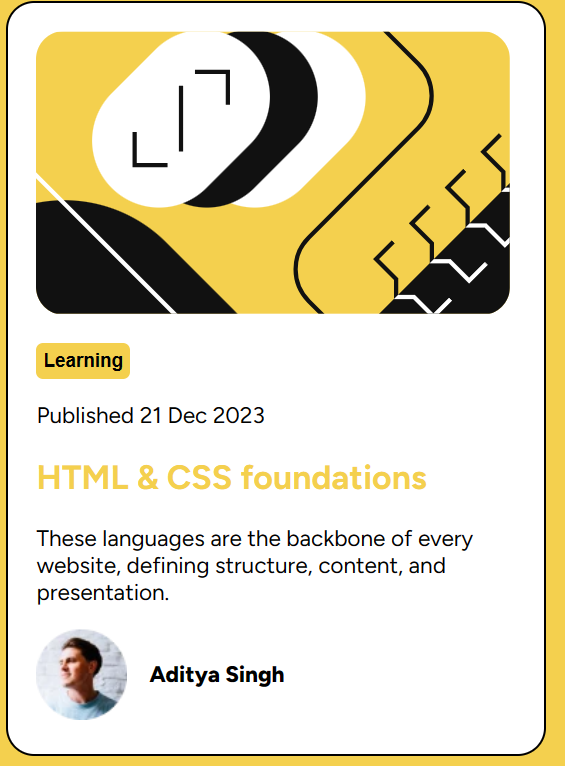 Learning
Published 21 Dec 2023
HTML & CSS foundations
These languages are the backbone of every
website, defining structure, content, and
presentation.
Aditya Singh